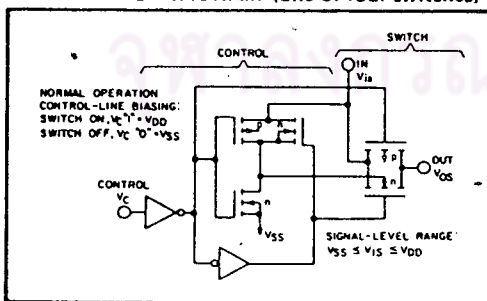 SWITCH
CONTROL
IN
Vis
NORMAL OPERATION
CONTROL-LINE BIASING:
SWITCH ON, VC "1" = VDD
SWITCH OFF, VC "0" = VSS
p
n
p
n
OUT
VOS
CONTROL
VC
n
VSS
SIGNAL-LEVEL RANGE:
VSS ≤ VIS ≤ VDD